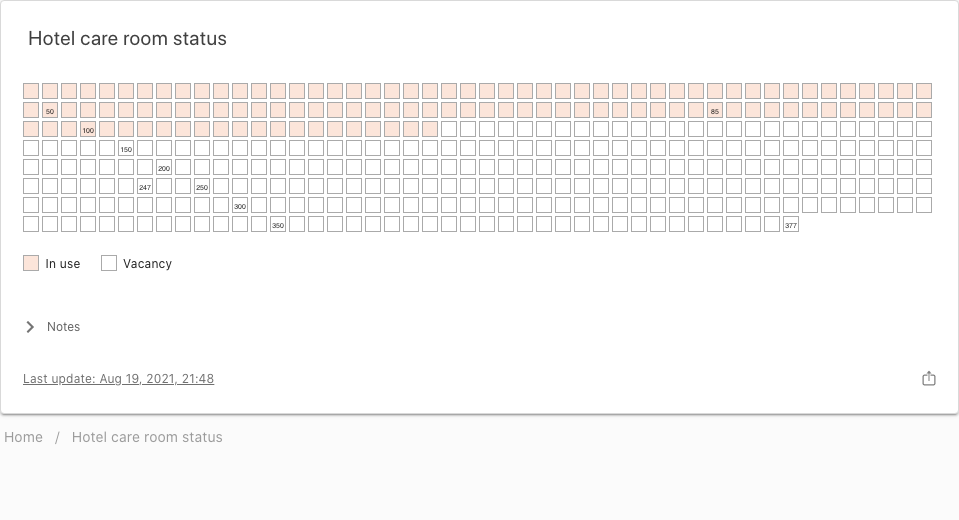 Hotel care room status
50 85
100
150
200
247 250
300
350 377
In use Vacancy
Notes
Last update: Aug 19, 2021, 21:48
Home / Hotel care room status